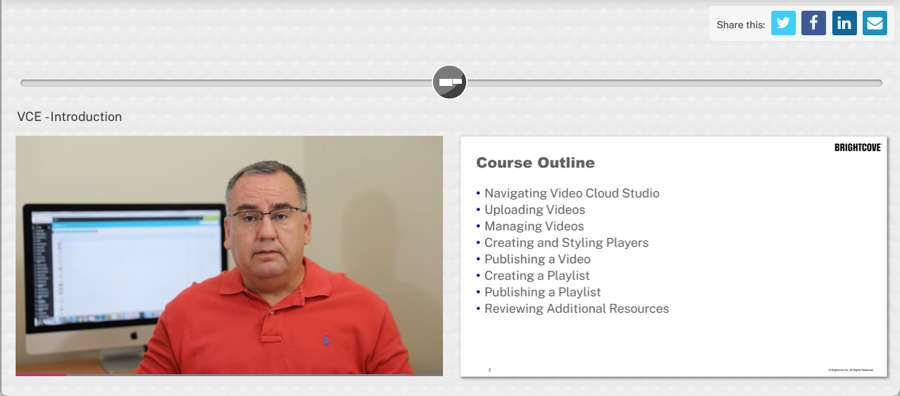 Share this:
VCE - Introduction
BRIGHTCOVE
Course Outline
• Navigating Video Cloud Studio
• Uploading Videos
• Managing Videos
• Creating and Styling Players
• Publishing a Video
• Creating a Playlist
• Publishing a Playlist
• Reviewing Additional Resources
2